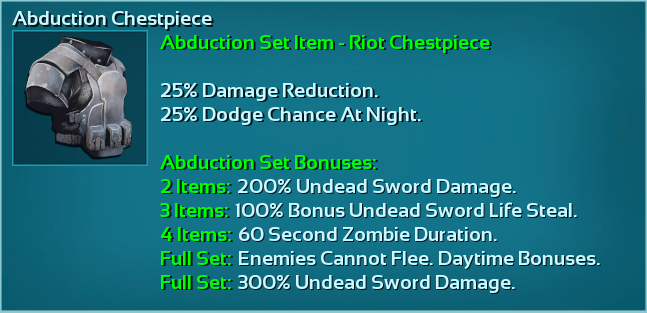 Abduction Chestpiece
Abduction Set Item - Riot Chestpiece
25% Damage Reduction.
25% Dodge Chance At Night.
Abduction Set Bonuses:
2 Items: 200% Undead Sword Damage.
3 Items: 100% Bonus Undead Sword Life Steal.
4 Items: 60 Second Zombie Duration.
Full Set: Enemies Cannot Flee. Daytime Bonuses.
Full Set: 300% Undead Sword Damage.